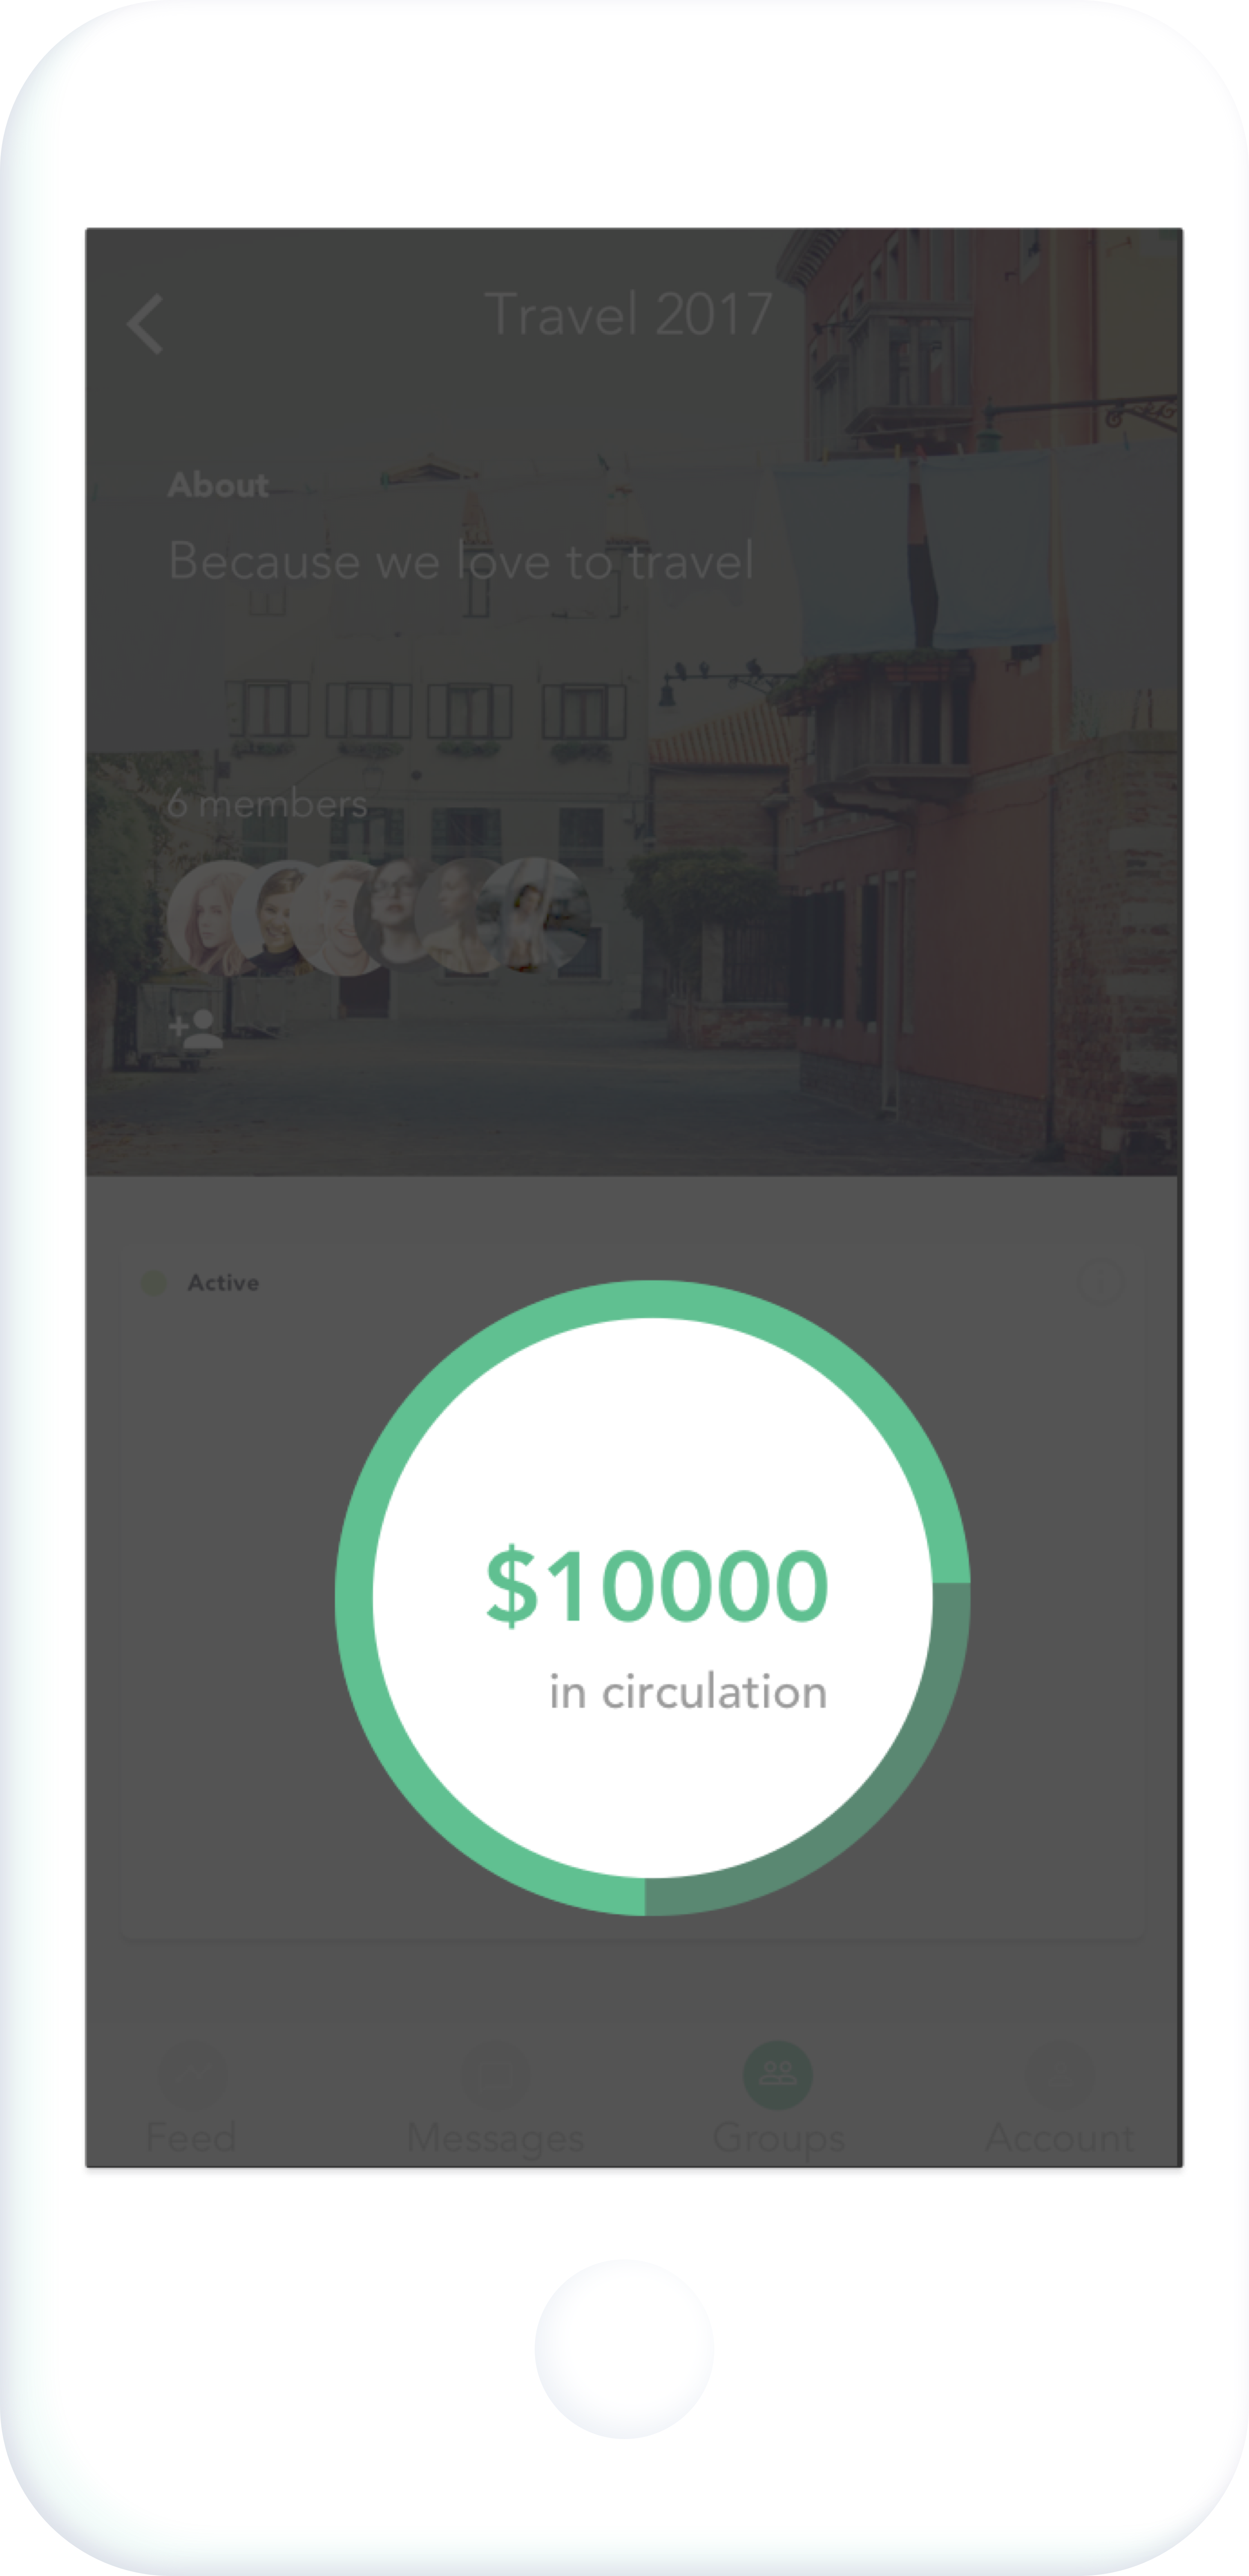 Travel 2017
About
Because we love to travel
6 members
Active
$10000
in circulation
Feed Messages Groups Account